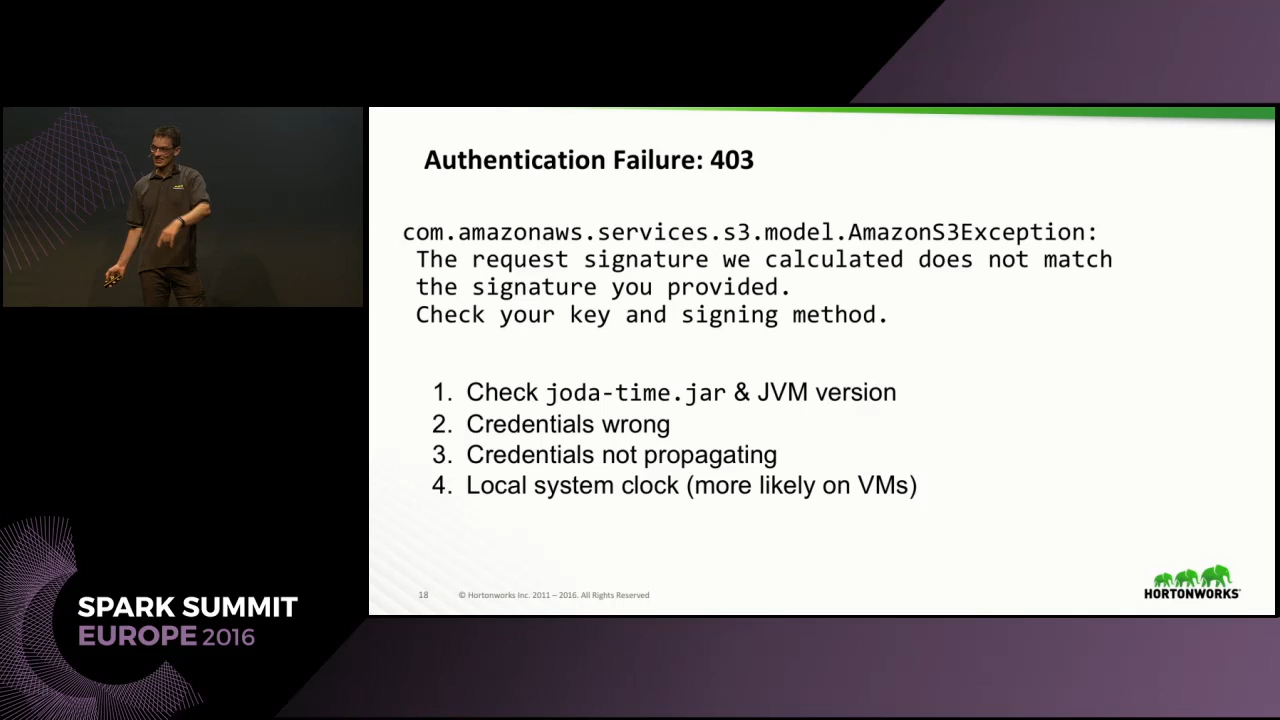 Authentication Failure: 403
com.amazonaws.services.s3.model.AmazonS3Exception:
The request signature we calculated does not match
the signature you provided.
Check your key and signing method.
1. Check joda-time.jar & JVM version
2. Credentials wrong
3. Credentials not propagating
4. Local system clock (more likely on VMs)
18 © Hortonworks Inc. 2011 – 2016. All Rights Reserved
HORTONWORKS
SPARK SUMMIT
EUROPE 2016